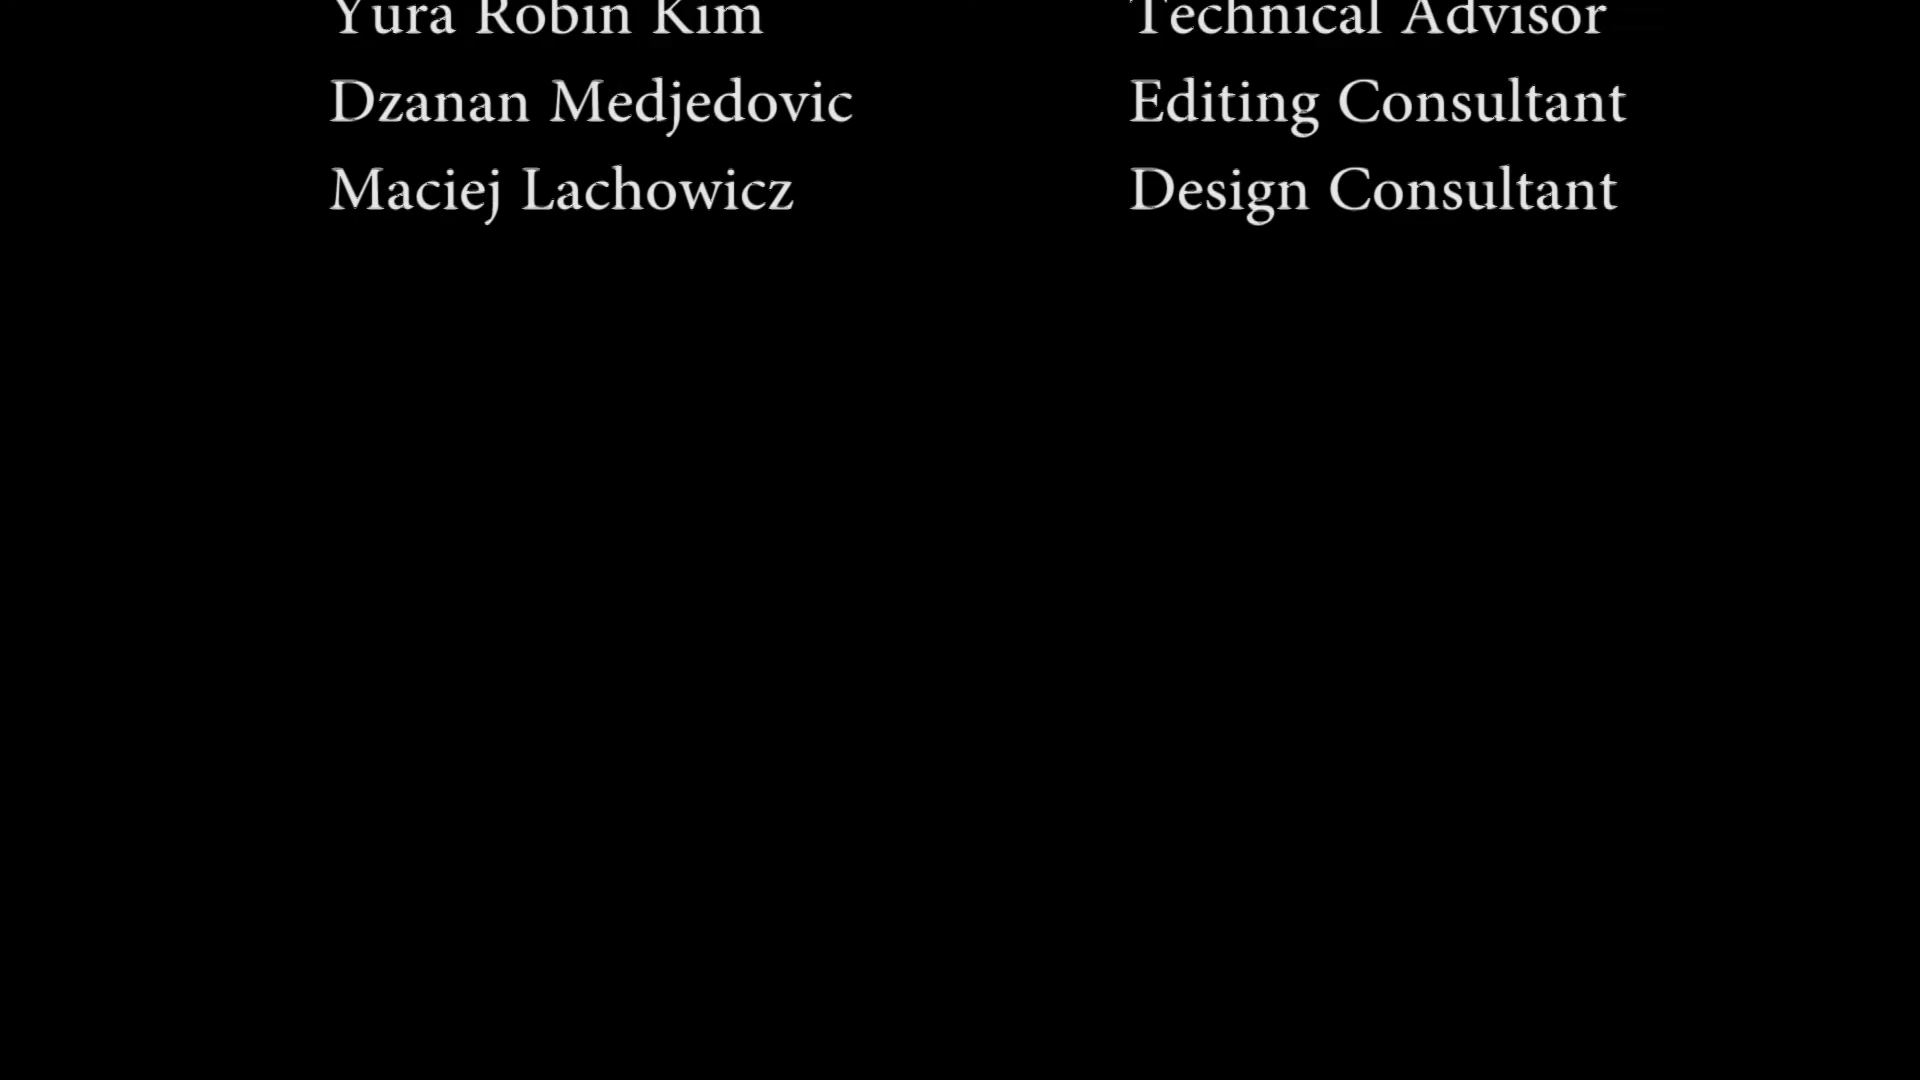 Yura Robin Kim Technical Advisor
Dzanan Medjedovic Editing Consultant
Maciej Lachowicz Design Consultant